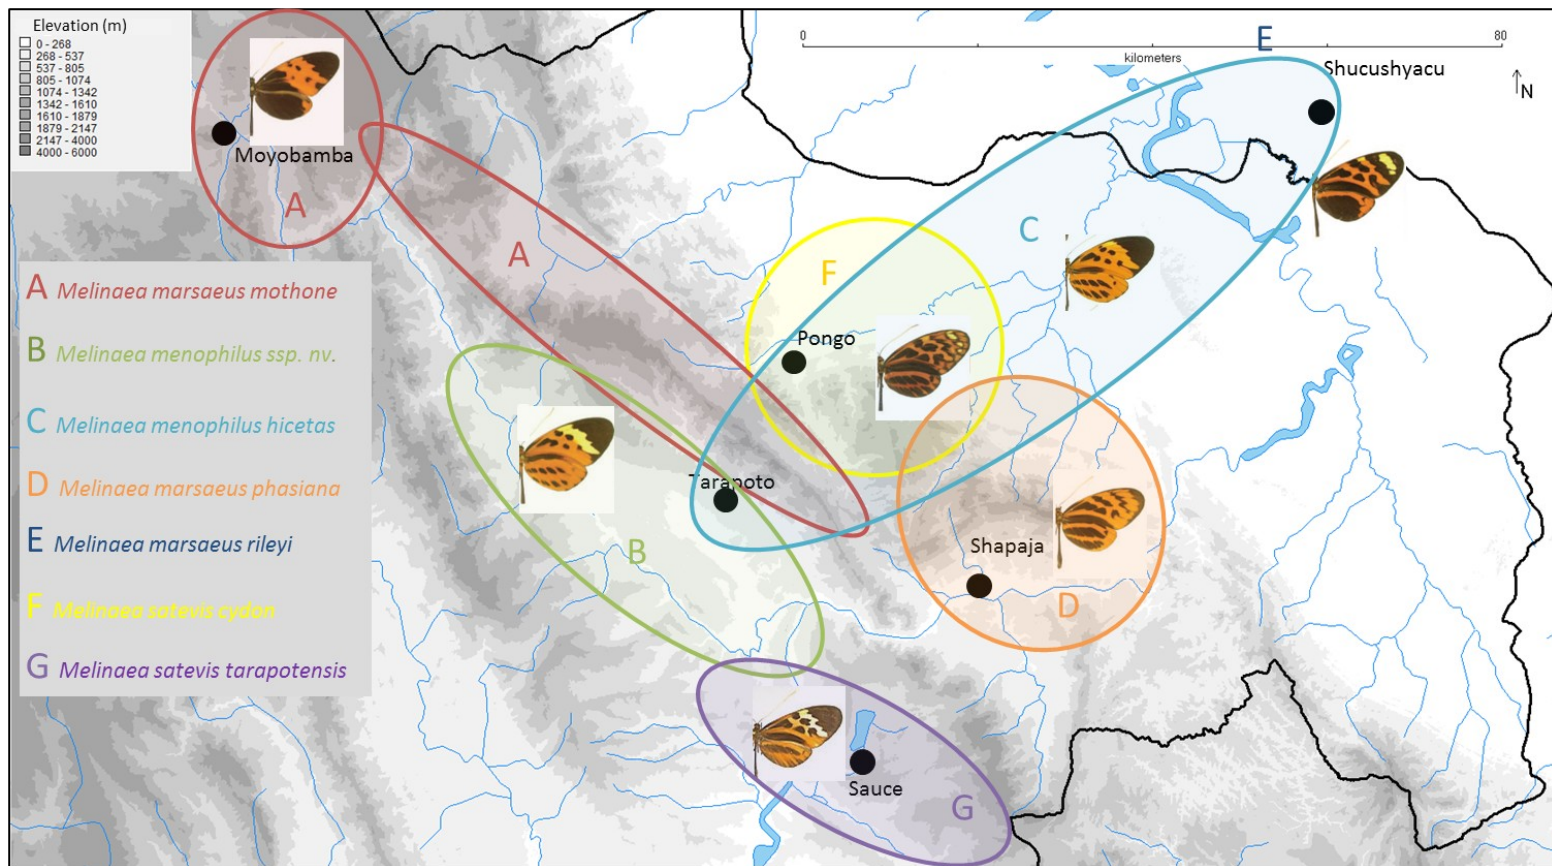 Elevation (m)
0 - 268
268 - 537
537 - 805
805 - 1074
1074 - 1342
1342 - 1610
1610 - 1879
1879 - 2147
2147 - 4000
4000 - 6000
0
80
kilometers
E
Shucushyacu
↑N
Moyobamba
A
A
C
F
A Melinaea marsaeus mothone
B Melinaea menophilus ssp. nv.
C Melinaea menophilus hicetas
D Melinaea marsaeus phasiana
E Melinaea marsaeus rileyi
F Melinaea satevis cydon
G Melinaea satevis tarapotensis
Pongo
Tarapoto
B
Shapaja
D
Sauce
G